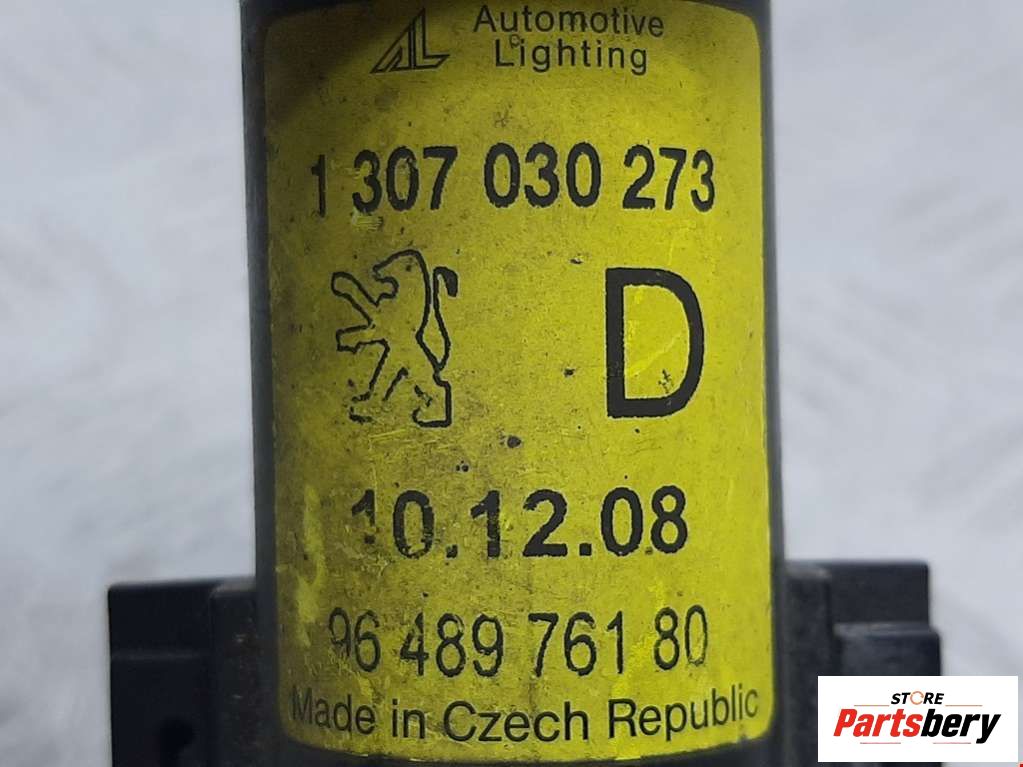 AL Automotive
Lighting
1 307 030 273
D
10.12.08
96 489 761 80
Made in Czech Republic
STORE
Partsbery